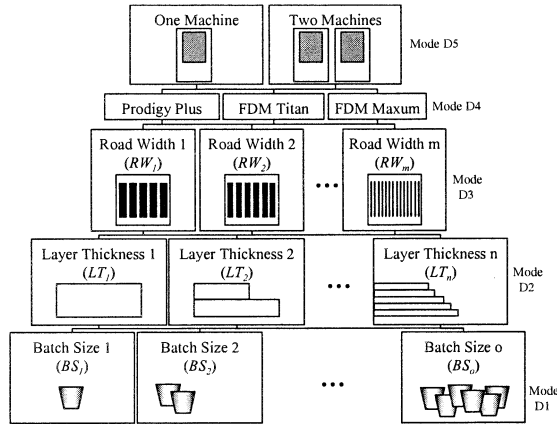 One Machine
Two Machines
Mode D5
Prodigy Plus
FDM Titan
FDM Maxum
Mode D4
Road Width 1
(RW1)
Road Width 2
(RW2)
•••
Road Width m
(RWm)
Mode
D3
Layer Thickness 1
(LT1)
Layer Thickness 2
(LT2)
•••
Layer Thickness n
(LTn)
Mode
D2
Batch Size 1
(BS1)
Batch Size 2
(BS2)
•••
Batch Size o
(BSo)
Mode
D1